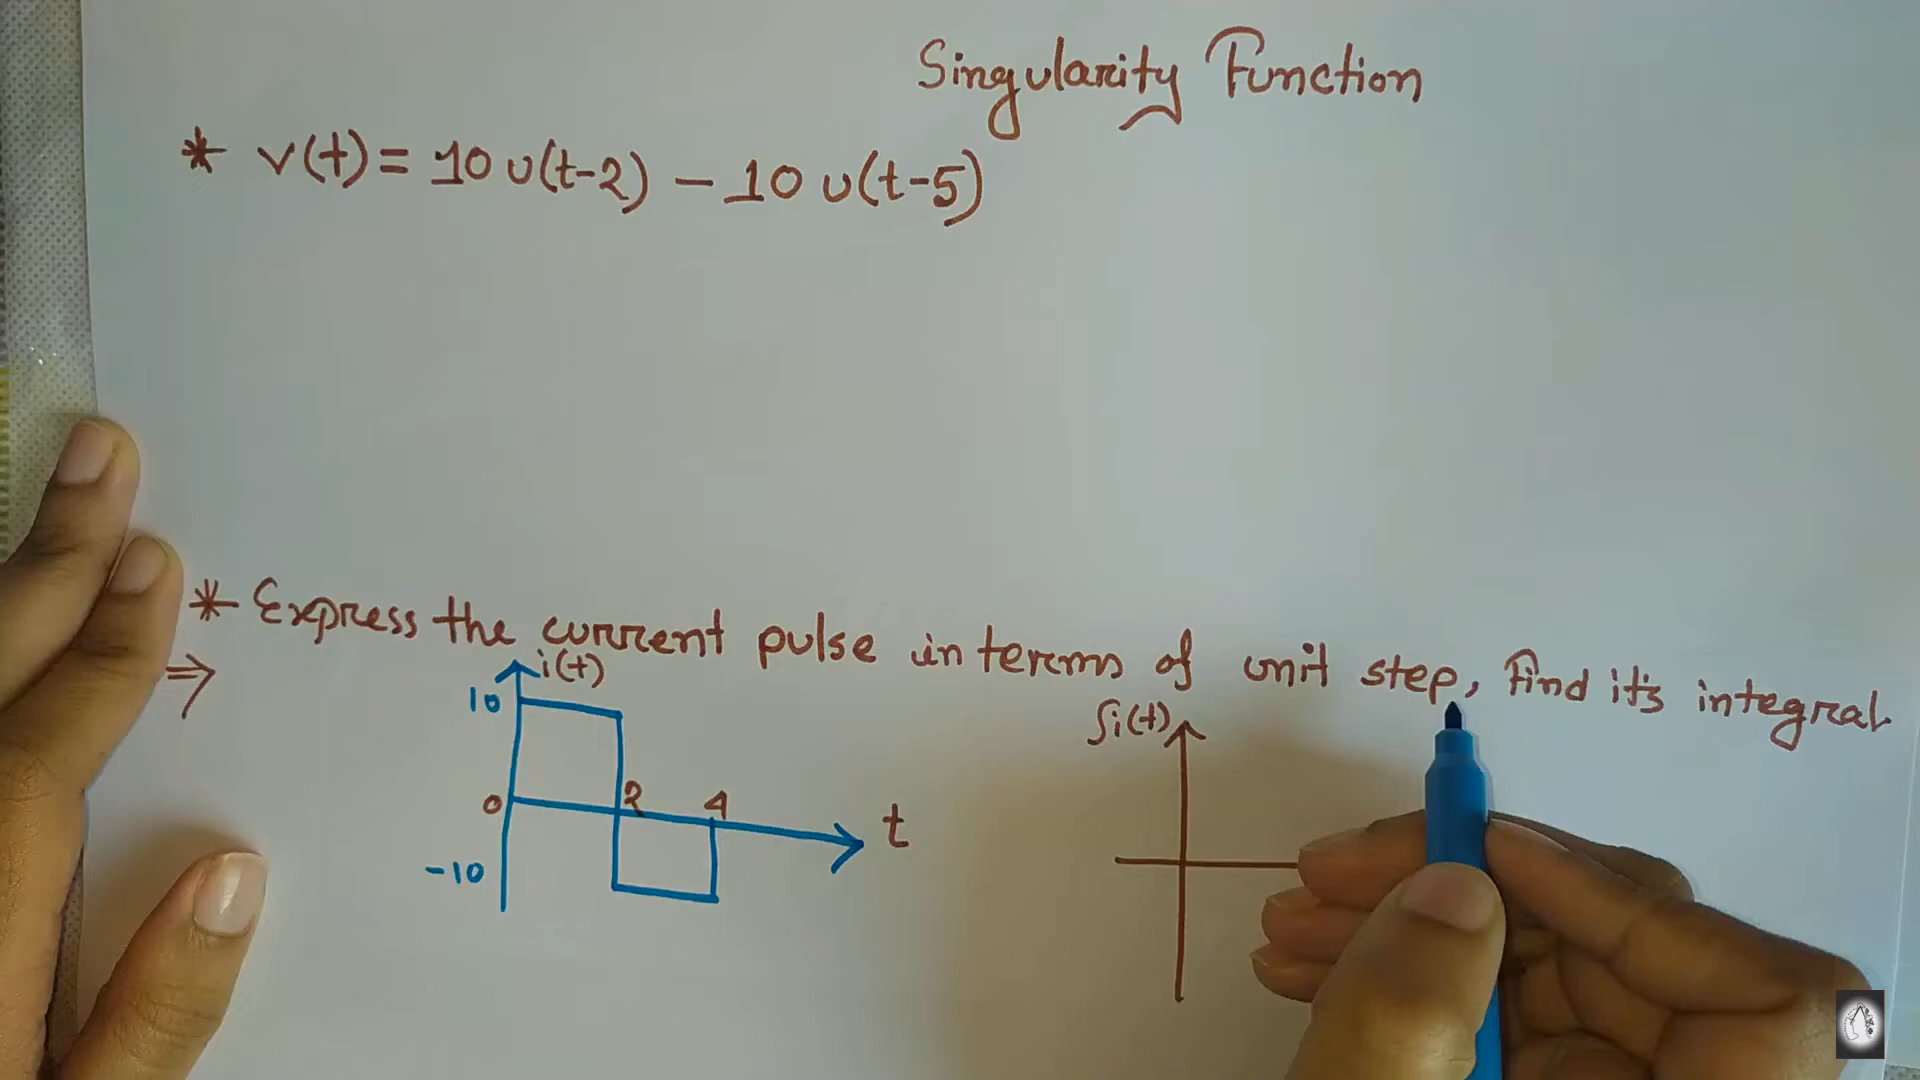 Singularity Function
* v(t) = 10 u(t-2) - 10 u(t-5)
* Express the current pulse in terms of unit step, Find it's integral
⇒
i(t)
10
0
2
4
t
-10
∫i(t)